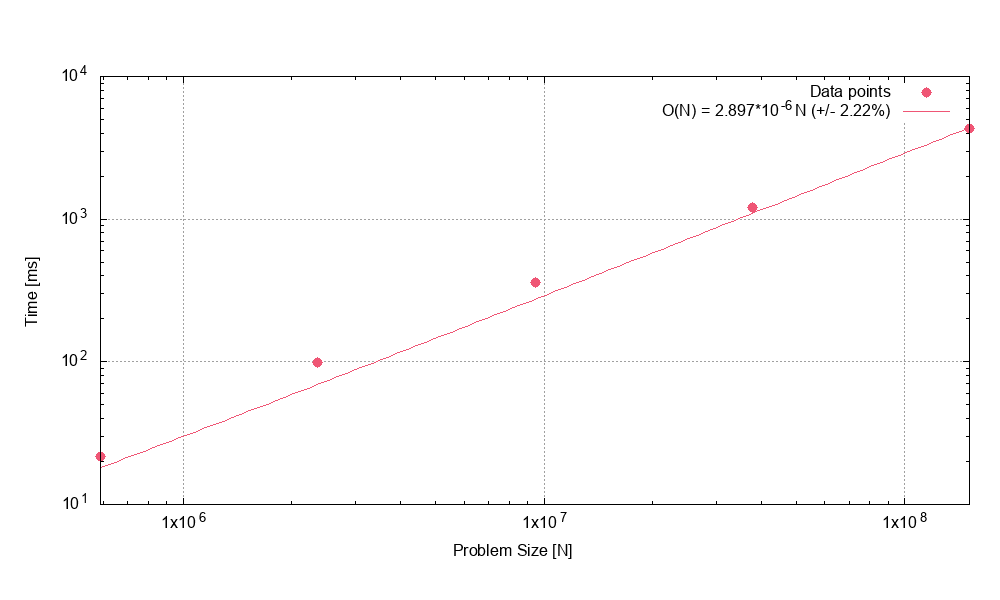 10^4
Data points
O(N) = 2.897*10^-6 N (+/- 2.22%)
10^3
Time [ms]
10^2
10^1
1x10^6 1x10^7 1x10^8
Problem Size [N]